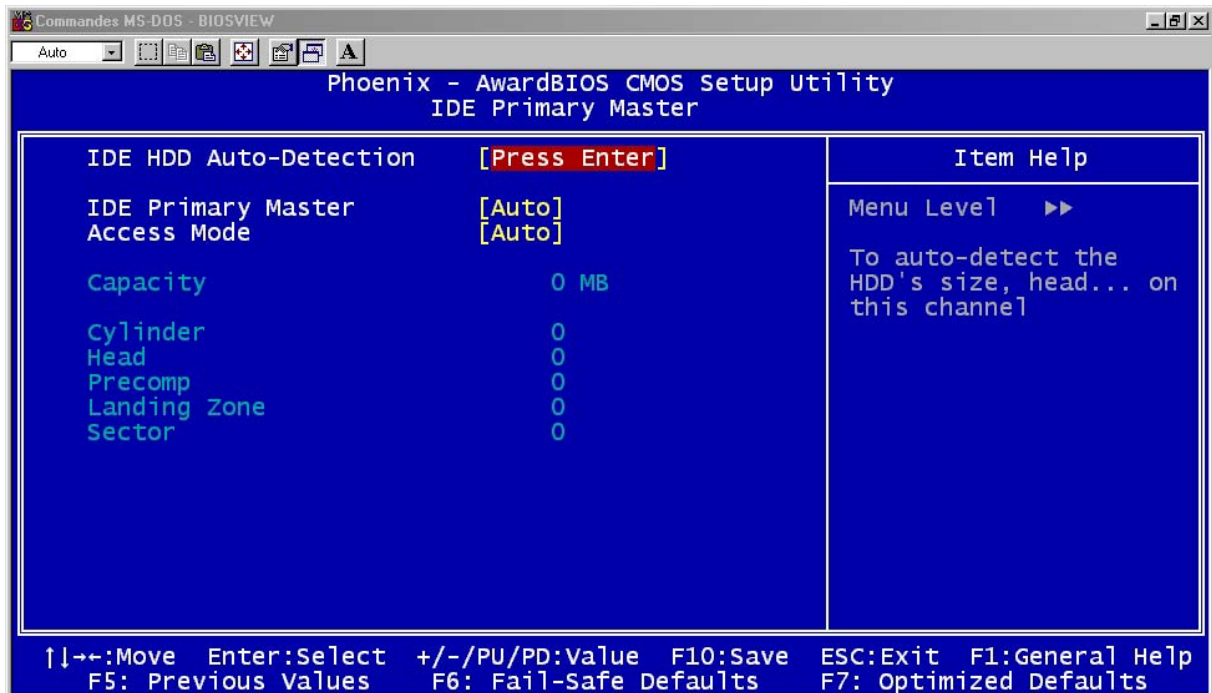 Commandes MS-DOS - BIOSVIEW
Auto
A
Phoenix - AwardBIOS CMOS Setup Utility
IDE Primary Master
IDE HDD Auto-Detection [Press Enter]
IDE Primary Master [Auto]
Access Mode [Auto]
Capacity 0 MB
Cylinder 0
Head 0
Precomp 0
Landing Zone 0
Sector 0
Item Help
Menu Level ▶▶
To auto-detect the
HDD's size, head... on
this channel
↑↓→←:Move Enter:Select +/-/PU/PD:Value F10:Save ESC:Exit F1:General Help
F5: Previous Values F6: Fail-Safe Defaults F7: Optimized Defaults